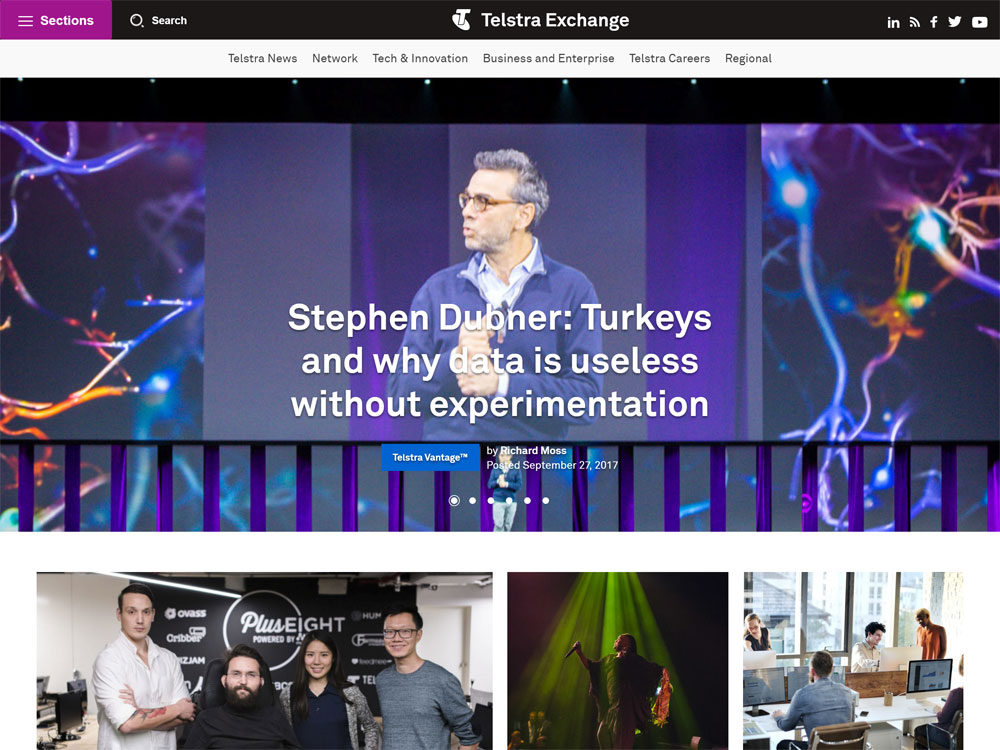 Sections
Search
Telstra Exchange
Telstra News Network Tech & Innovation Business and Enterprise Telstra Careers Regional
Stephen Dubner: Turkeys
and why data is useless
without experimentation
Telstra Vantage™
by Richard Moss
Posted September 27, 2017
ovass
Cribber
PlusEIGHT
POWERED BY
HUM
IZJAM
TEL